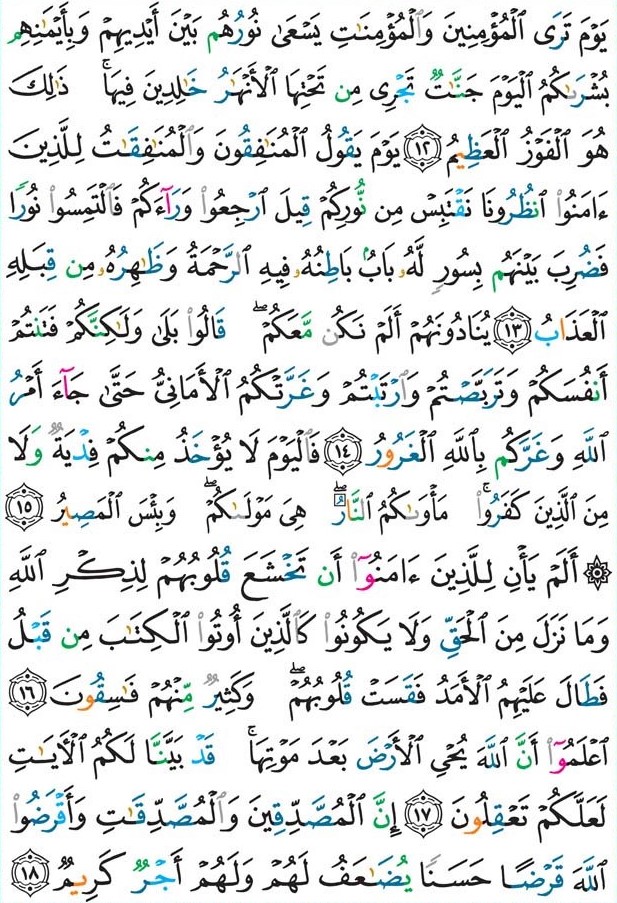 يَوْمَ تَرَى ٱلْمُؤْمِنِينَ وَٱلْمُؤْمِنَـٰتِ يَسْعَىٰ نُورُهُم بَيْنَ أَيْدِيهِمْ وَبِأَيْمَـٰنِهِم
بُشْرَىٰكُمُ ٱلْيَوْمَ جَنَّـٰتٌ تَجْرِى مِن تَحْتِهَا ٱلْأَنْهَـٰرُ خَـٰلِدِينَ فِيهَا ۚ ذَٰلِكَ
هُوَ ٱلْفَوْزُ ٱلْعَظِيمُ ١٢ يَوْمَ يَقُولُ ٱلْمُنَـٰفِقُونَ وَٱلْمُنَـٰفِقَـٰتُ لِلَّذِينَ
ءَامَنُوا۟ ٱنظُرُونَا نَقْتَبِسْ مِن نُّورِكُمْ قِيلَ ٱرْجِعُوا۟ وَرَآءَكُمْ فَٱلْتَمِسُوا۟ نُورًا
فَضُرِبَ بَيْنَهُم بِسُورٍ لَّهُۥ بَابٌۢ بَاطِنُهُۥ فِيهِ ٱلرَّحْمَةُ وَظَـٰهِرُهُۥ مِن قِبَلِهِ
ٱلْعَذَابُ ١٣ يُنَادُونَهُمْ أَلَمْ نَكُن مَّعَكُمْ ۖ قَالُوا۟ بَلَىٰ وَلَـٰكِنَّكُمْ فَتَنتُمْ
أَنفُسَكُمْ وَتَرَبَّصْتُمْ وَٱرْتَبْتُمْ وَغَرَّتْكُمُ ٱلْأَمَانِىُّ حَتَّىٰ جَآءَ أَمْرُ
ٱللَّهِ وَغَرَّكُم بِٱللَّهِ ٱلْغَرُورُ ١٤ فَٱلْيَوْمَ لَا يُؤْخَذُ مِنكُمْ فِدْيَةٌ وَلَا
مِنَ ٱلَّذِينَ كَفَرُوا۟ ۚ مَأْوَىٰكُمُ ٱلنَّارُ ۖ هِىَ مَوْلَىٰكُمْ ۖ وَبِئْسَ ٱلْمَصِيرُ ١٥
۞ أَلَمْ يَأْنِ لِلَّذِينَ ءَامَنُوٓا۟ أَن تَخْشَعَ قُلُوبُهُمْ لِذِكْرِ ٱللَّهِ
وَمَا نَزَلَ مِنَ ٱلْحَقِّ وَلَا يَكُونُوا۟ كَٱلَّذِينَ أُوتُوا۟ ٱلْكِتَـٰبَ مِن قَبْلُ
فَطَالَ عَلَيْهِمُ ٱلْأَمَدُ فَقَسَتْ قُلُوبُهُمْ ۖ وَكَثِيرٌ مِّنْهُمْ فَـٰسِقُونَ ١٦
ٱعْلَمُوٓا۟ أَنَّ ٱللَّهَ يُحْىِ ٱلْأَرْضَ بَعْدَ مَوْتِهَا ۚ قَدْ بَيَّنَّا لَكُمُ ٱلْـَٔايَـٰتِ
لَعَلَّكُمْ تَعْقِلُونَ ١٧ إِنَّ ٱلْمُصَّدِّقِينَ وَٱلْمُصَّدِّقَـٰتِ وَأَقْرَضُوا۟
ٱللَّهَ قَرْضًا حَسَنًا يُضَـٰعَفُ لَهُمْ وَلَهُمْ أَجْرٌ كَرِيمٌ ١٨